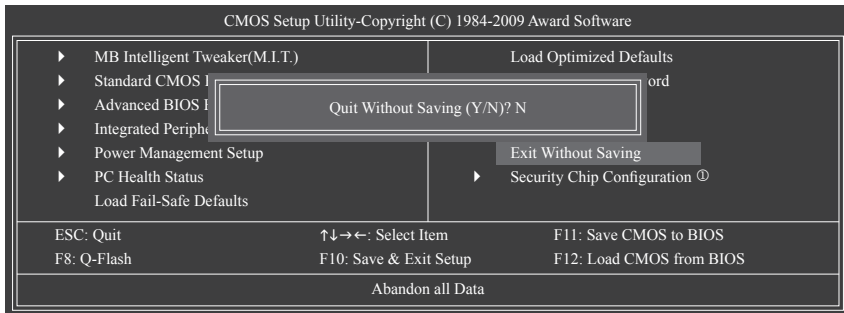 CMOS Setup Utility-Copyright (C) 1984-2009 Award Software
MB Intelligent Tweaker(M.I.T.)
Standard CMOS
Advanced BIOS
Integrated
Power Management Setup
PC Health Status
Load Fail-Safe Defaults
Load Optimized Defaults
Exit Without Saving
Security Chip Configuration ①
Quit Without Saving (Y/N)? N
ESC: Quit ↑↓→←: Select Item F11: Save CMOS to BIOS
F8: Q-Flash F10: Save & Exit Setup F12: Load CMOS from BIOS
Abandon all Data